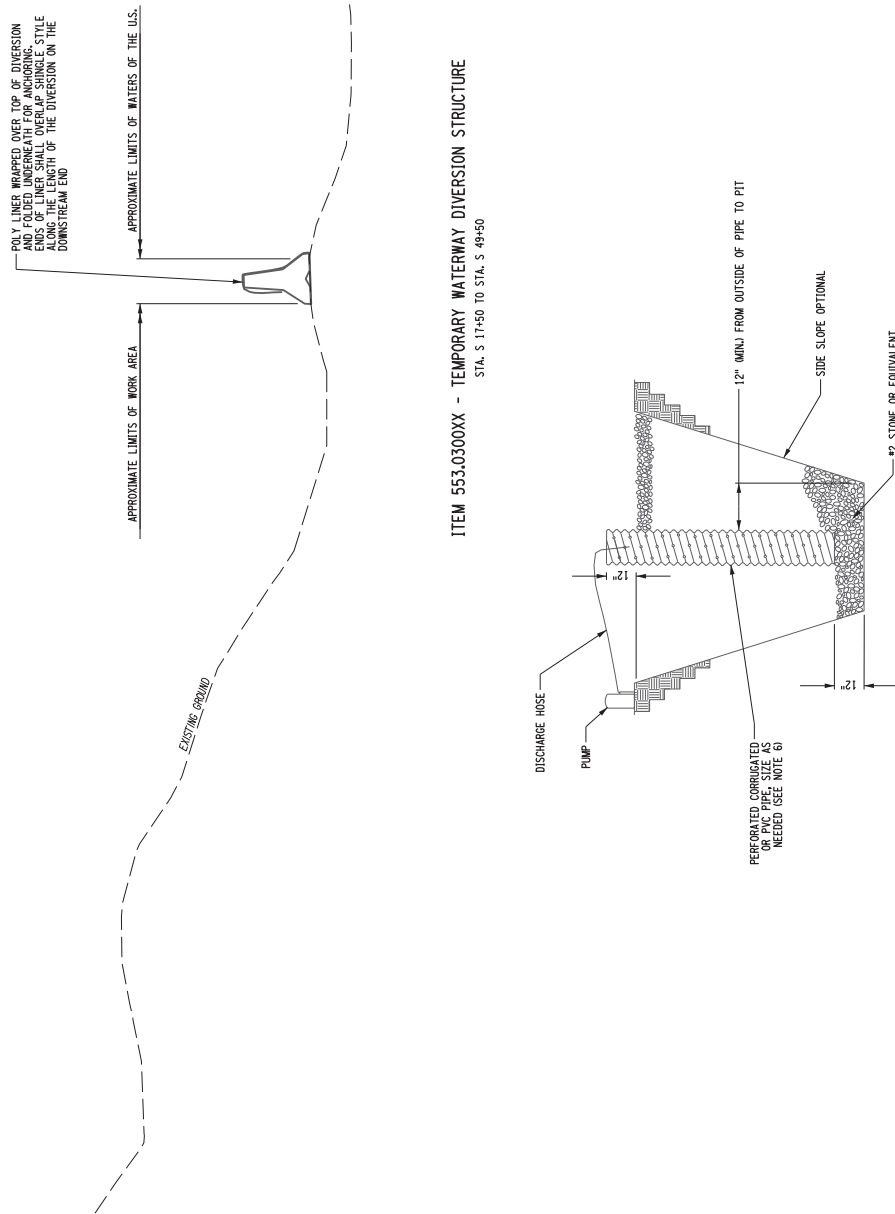 POLY LINER WRAPPED OVER TOP OF DIVERSION
AND FOLDED UNDERNEATH FOR ANCHORING.
ENDS OF LINER SHALL OVERLAP SHINGLE STYLE
ALONG THE LENGTH OF THE DIVERSION ON THE
DOWNSTREAM END
APPROXIMATE LIMITS OF WORK AREA
APPROXIMATE LIMITS OF WATERS OF THE U.S.
EXISTING GROUND
ITEM 553.0300XX - TEMPORARY WATERWAY DIVERSION STRUCTURE
STA. S 17+50 TO STA. S 49+50
DISCHARGE HOSE
PUMP
12"
12" (MIN.) FROM OUTSIDE OF PIPE TO PIT
SIDE SLOPE OPTIONAL
PERFORATED CORRUGATED
OR PVC PIPE, SIZE AS
NEEDED (SEE NOTE 6)
12"
#2 STONE OR EQUIVALENT